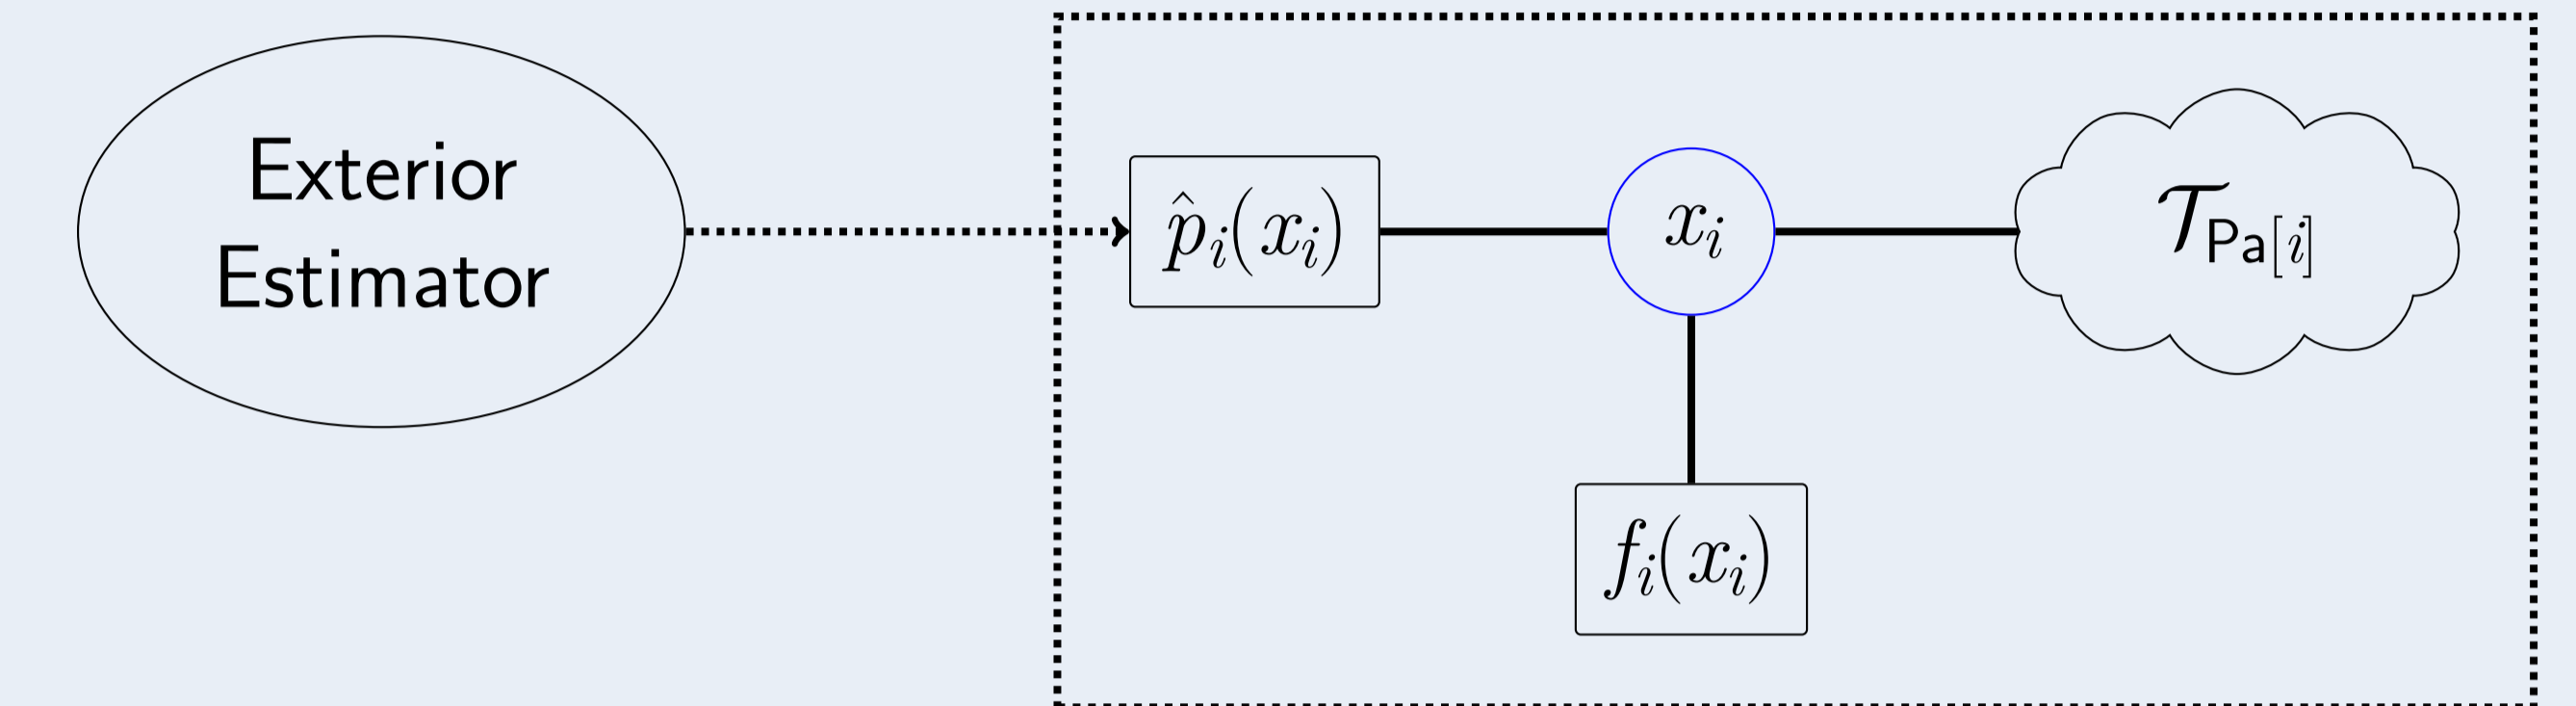 Exterior
Estimator
p̂ᵢ(xᵢ)
xᵢ
𝒯Pa[i]
fᵢ(xᵢ)